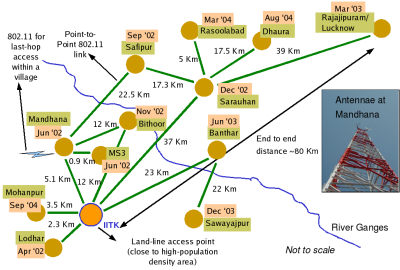 802.11 for
last-hop
access
within a
village
Point-to-
Point 802.11
link
Sep '02
Safipur
Mar '04
Rasoolabad
Aug '04
Dhaura
Mar '03
Rajajipuram/
Lucknow
5 Km
17.5 Km
39 Km
17.3 Km
22.5 Km
Dec '02
Sarauhan
Mandhana
Jun '02
12 Km
Nov '02
Bithoor
0.9 Km
MS3
Jun '02
37 Km
Jun '03
Banthar
End to end
distance ~80 Km
Antennae at
Mandhana
5.1 Km
12 Km
23 Km
22 Km
Mohanpur
Sep '04
3.5 Km
2.3 Km
IITK
Lodhar
Apr '02
Dec '03
Sawayajpur
Land-line access point
(close to high-population
density area)
River Ganges
Not to scale